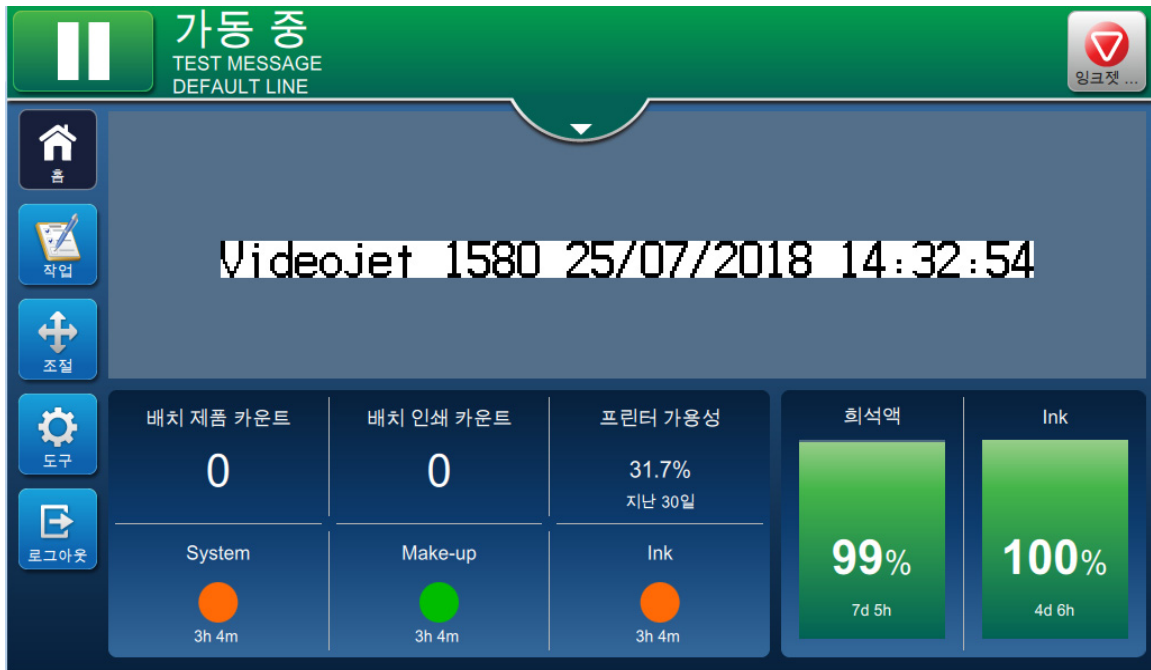 가동 중
TEST MESSAGE
DEFAULT LINE
잉크젯 ...
홈
작업
조절
도구
로그아웃
Videojet 1580 25/07/2018 14:32:54
배치 제품 카운트
0
배치 인쇄 카운트
0
프린터 가용성
31.7%
지난 30일
System
3h 4m
Make-up
3h 4m
Ink
3h 4m
희석액
99%
7d 5h
Ink
100%
4d 6h